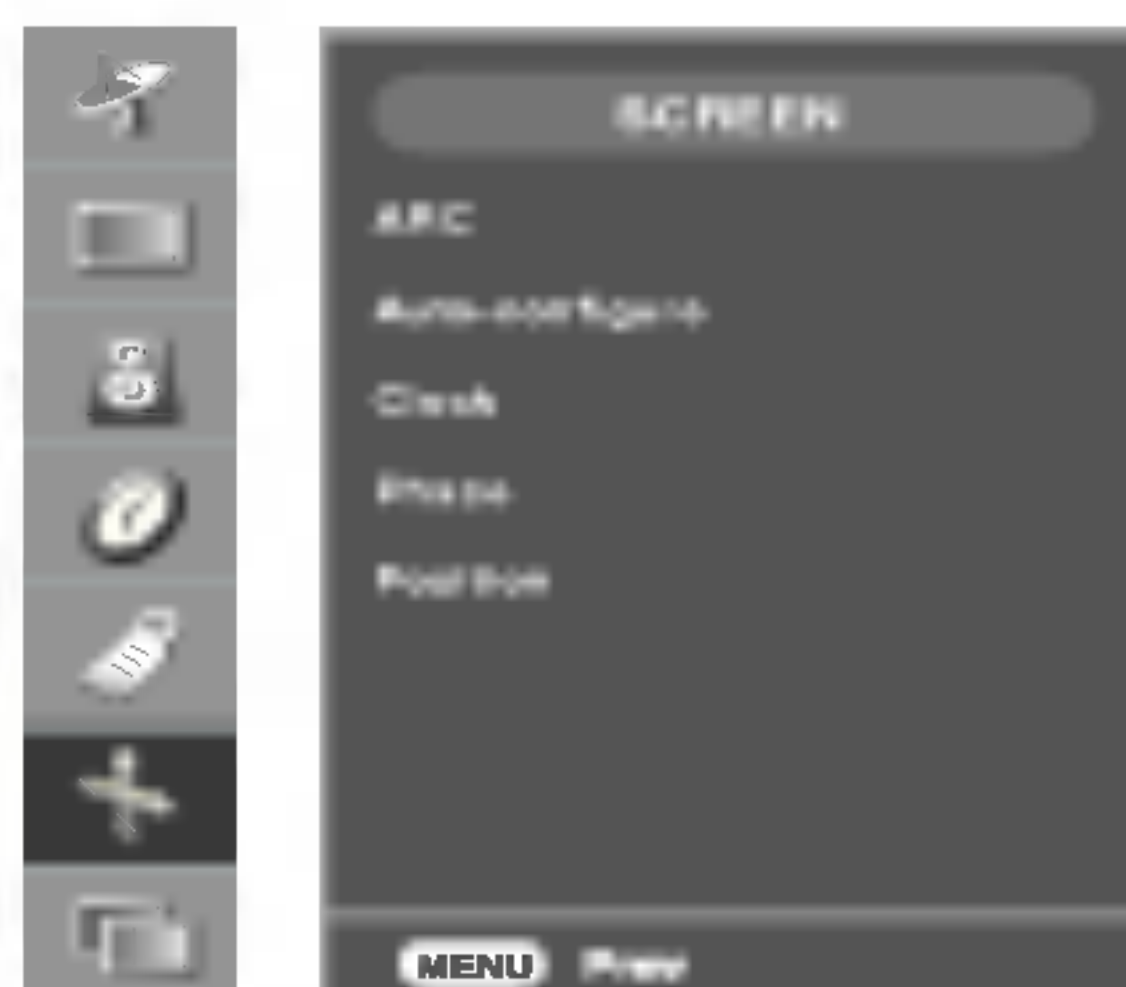 SCREEN
ARC
Auto-configure
Clock
Phase
Position
MENU Prev